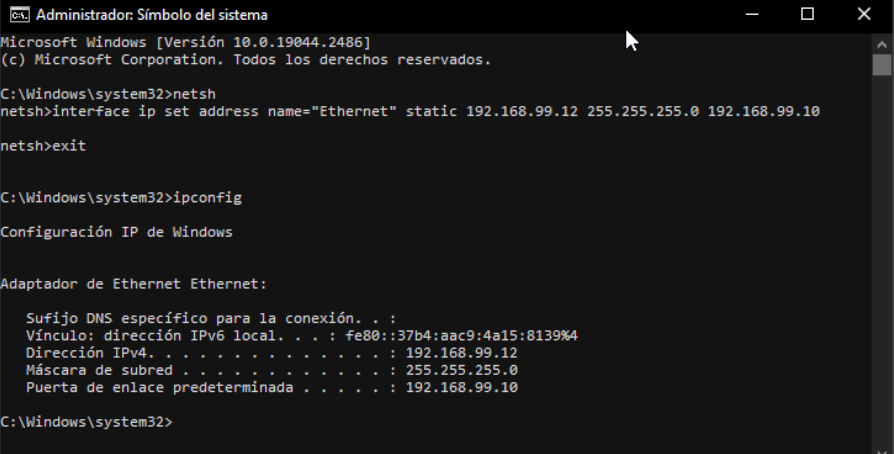 Administrador: Símbolo del sistema
Microsoft Windows [Versión 10.0.19044.2486]
(c) Microsoft Corporation. Todos los derechos reservados.
C:\Windows\system32>netsh
netsh>interface ip set address name="Ethernet" static 192.168.99.12 255.255.255.0 192.168.99.10
netsh>exit
C:\Windows\system32>ipconfig
Configuración IP de Windows
Adaptador de Ethernet Ethernet:
Sufijo DNS específico para la conexión. . :
Vínculo: dirección IPv6 local. . . : fe80::37b4:aac9:4a15:8139%4
Dirección IPv4. . . . . . . . . . . . . . : 192.168.99.12
Máscara de subred . . . . . . . . . . . . : 255.255.255.0
Puerta de enlace predeterminada . . . . . : 192.168.99.10
C:\Windows\system32>